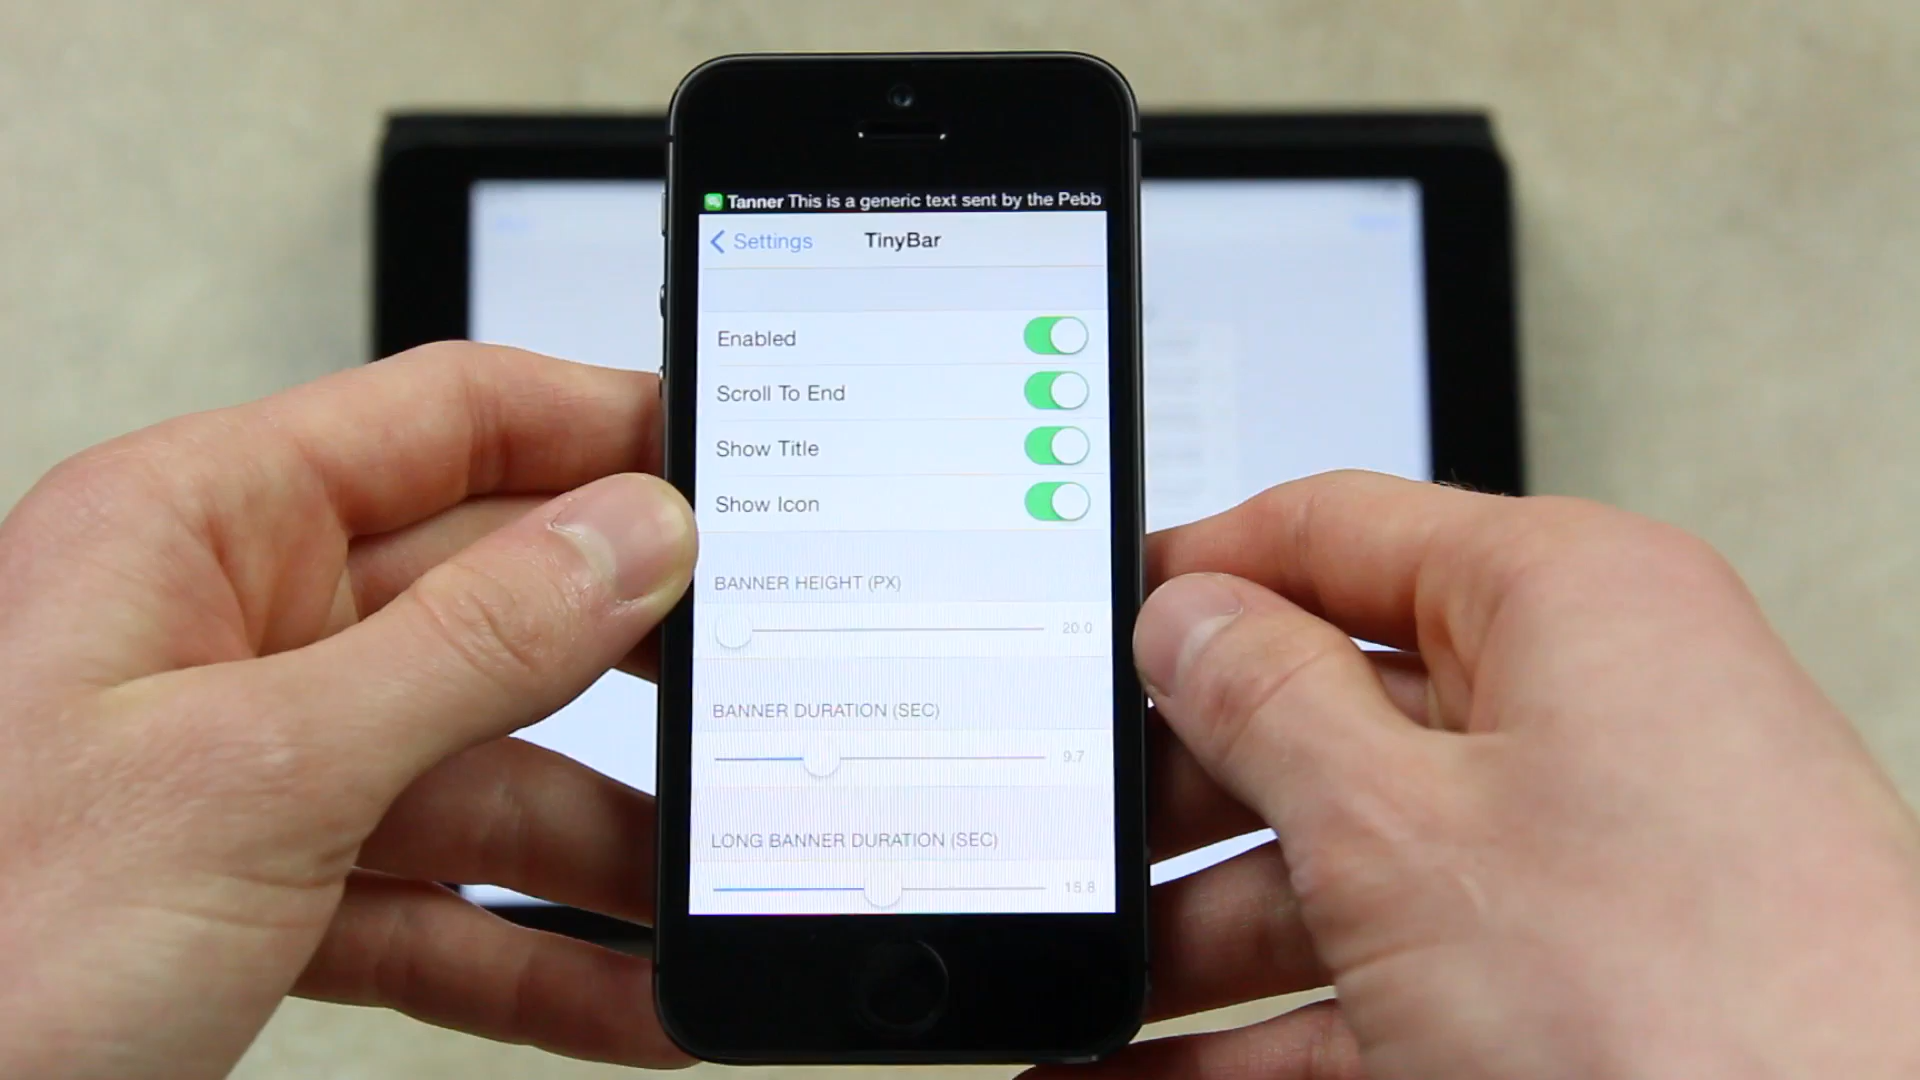 Tanner This is a generic text sent by the Pebb
Settings TinyBar
Enabled
Scroll To End
Show Title
Show Icon
BANNER HEIGHT (PX)
20.0
BANNER DURATION (SEC)
9.7
LONG BANNER DURATION (SEC)
15.8